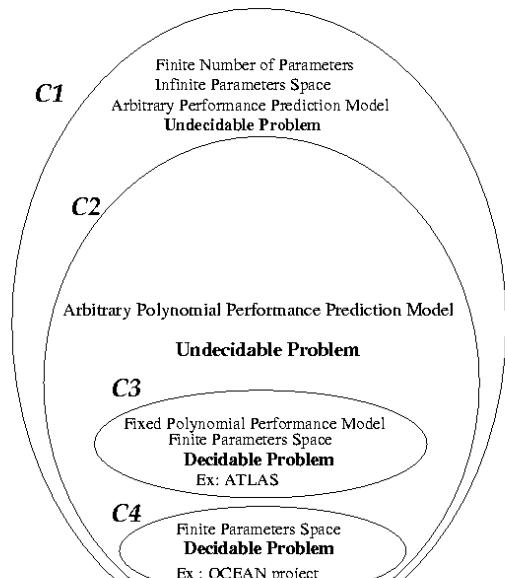 C1
Finite Number of Parameters
Infinite Parameters Space
Arbitrary Performance Prediction Model
Undecidable Problem
C2
Arbitrary Polynomial Performance Prediction Model
Undecidable Problem
C3
Fixed Polynomial Performance Model
Finite Parameters Space
Decidable Problem
Ex: ATLAS
C4
Finite Parameters Space
Decidable Problem
Ex : OCEAN project